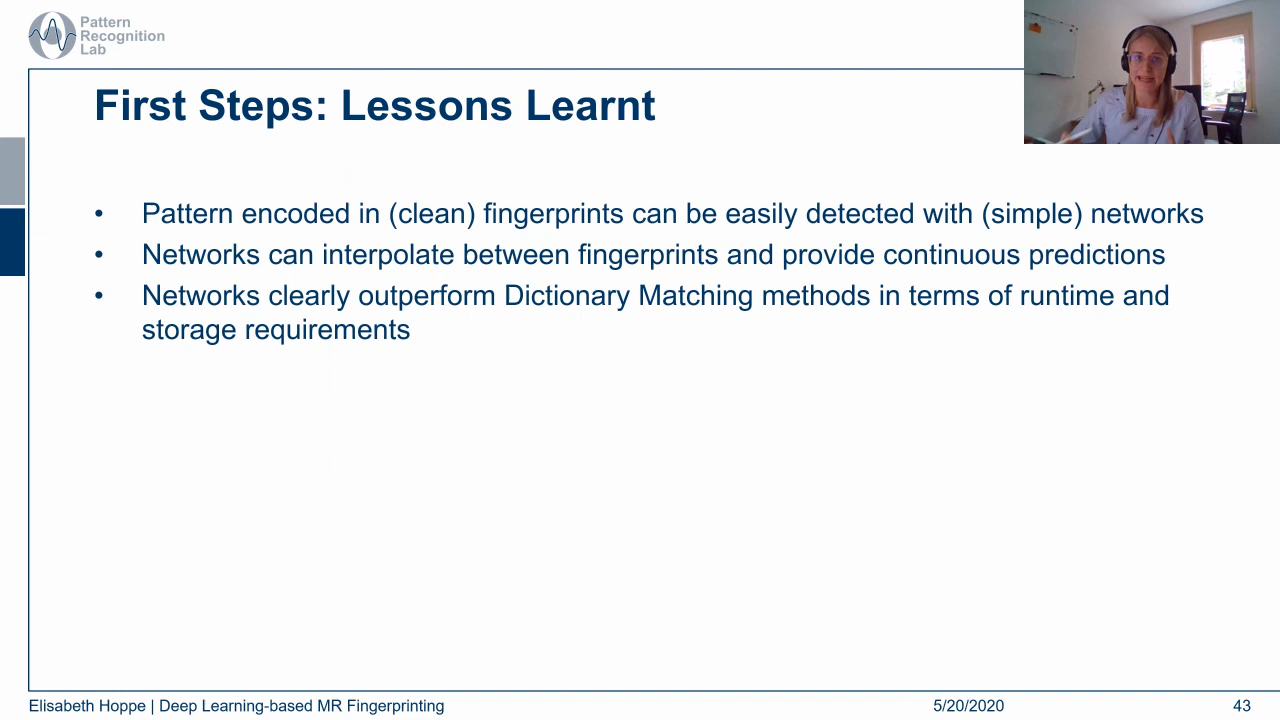 Pattern
Recognition
Lab
First Steps: Lessons Learnt
• Pattern encoded in (clean) fingerprints can be easily detected with (simple) networks
• Networks can interpolate between fingerprints and provide continuous predictions
• Networks clearly outperform Dictionary Matching methods in terms of runtime and
storage requirements
Elisabeth Hoppe | Deep Learning-based MR Fingerprinting 5/20/2020 43